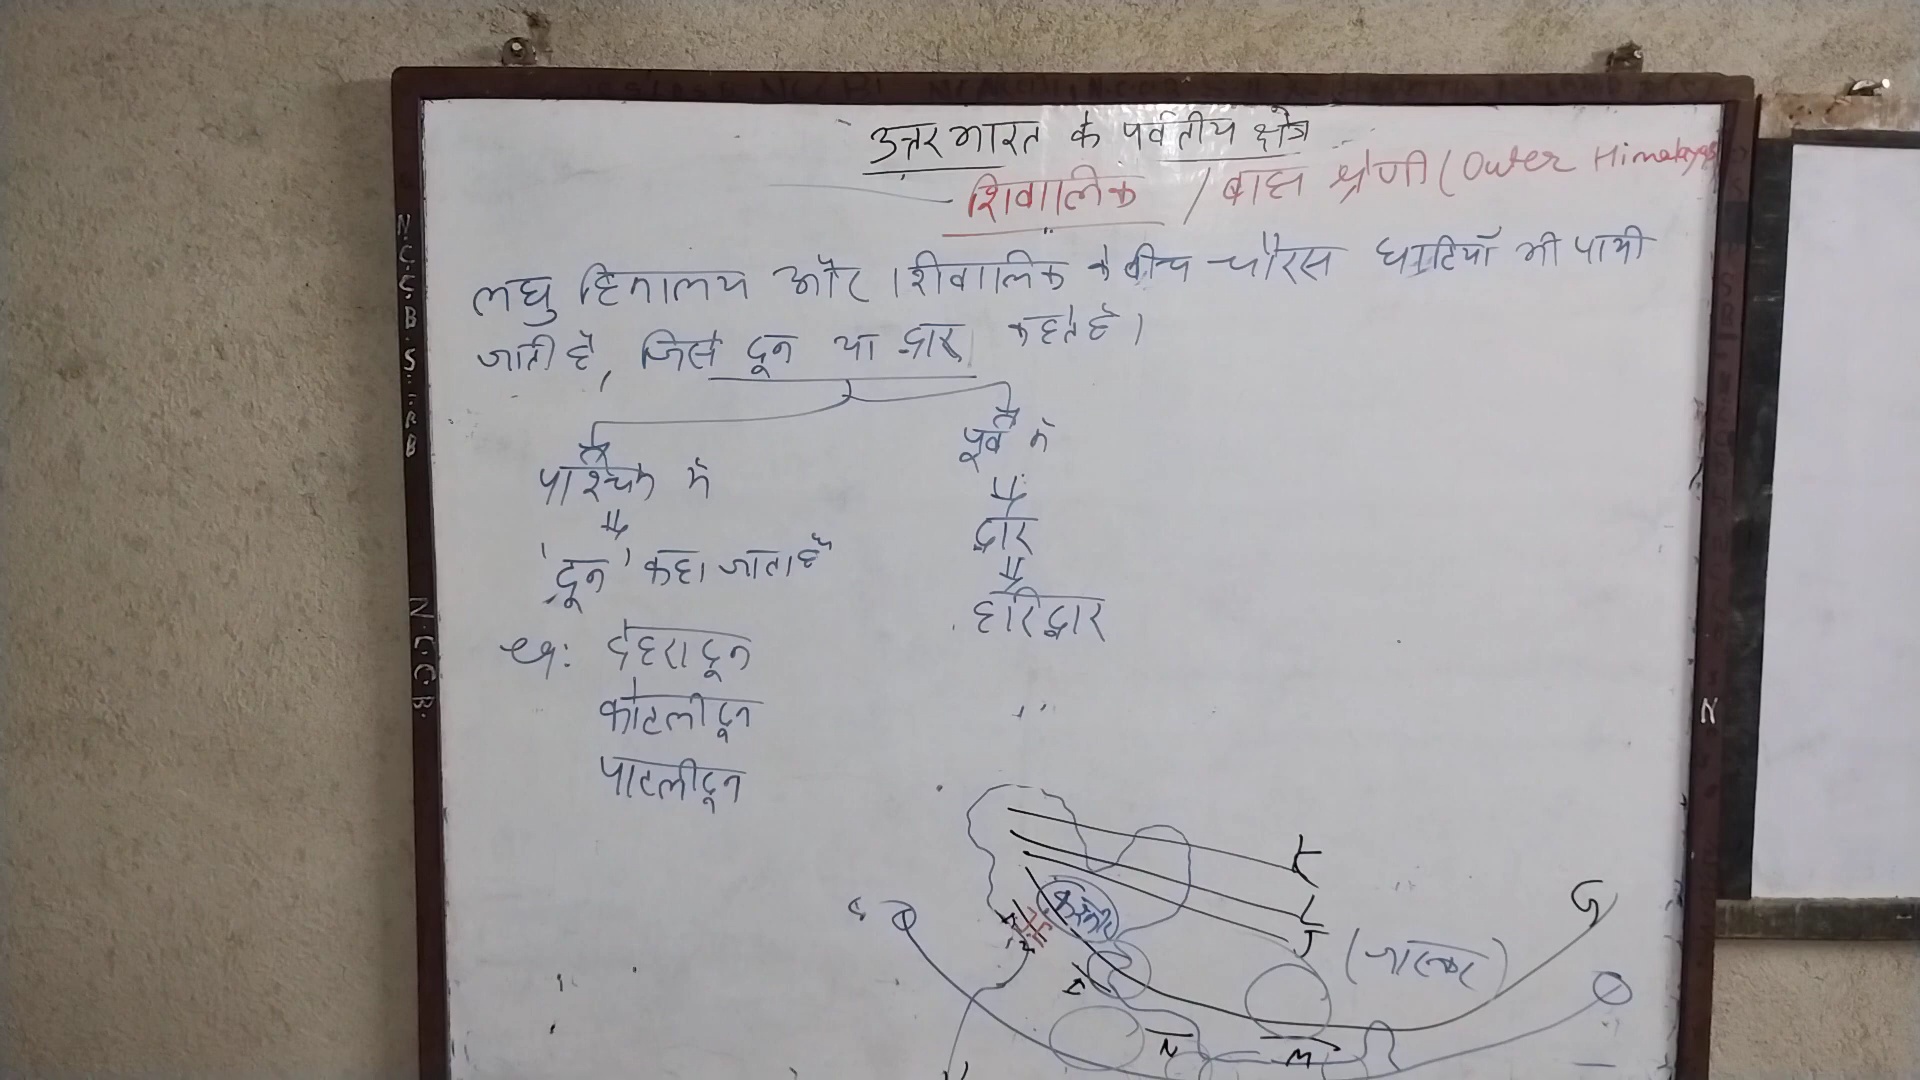 उत्तर भारत के पर्वतीय क्षेत्र
शिवालिक / बाह्य श्रेणी (Outer Himalayas
लघु हिमालय और शिवालिक के बीच चौरस घाटियाँ भी पायी
जाती है, जिसे दून या द्वार कहते है।
पूर्व में
पश्चिम में
द्वार
'दून' कहा जाता है
हरिद्वार
देहरादून
कोटलीदून
पाटलीदून
K
L
J
कश्मीर
G
(जास्कर)
N
M
N.C.C.B.S.
R B
N.C.C.B.
N